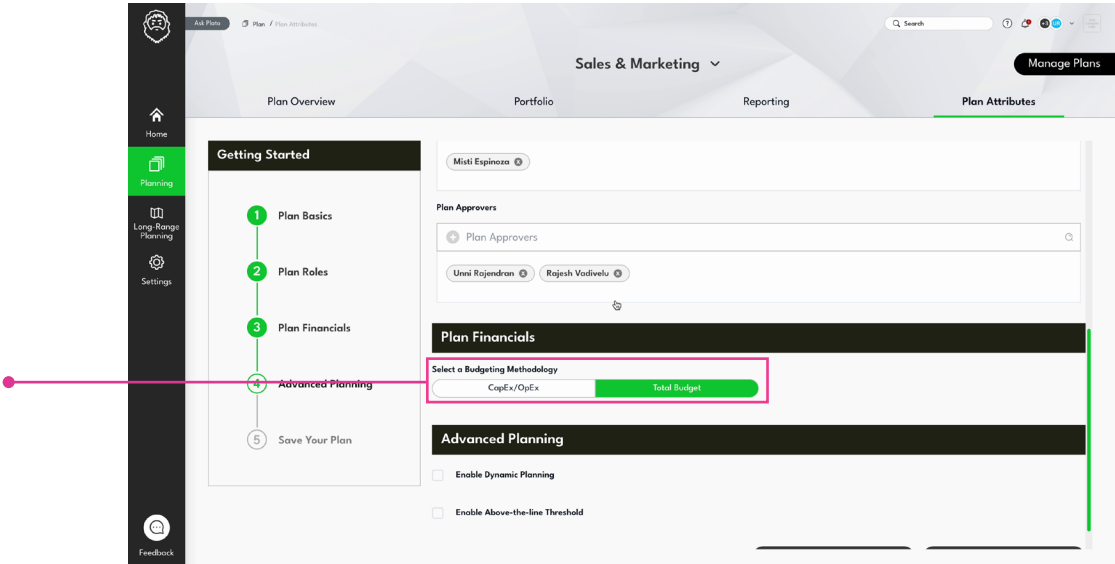 Ask Plato
Plan / Plan Attributes
Search
UR
Sales & Marketing
Manage Plans
Plan Overview
Portfolio
Reporting
Plan Attributes
Home
Planning
Long-Range
Planning
Settings
Feedback
Getting Started
1 Plan Basics
2 Plan Roles
3 Plan Financials
4 Advanced Planning
5 Save Your Plan
Misti Espinoza
Plan Approvers
Plan Approvers
Unni Rajendran
Rajesh Vadivelu
Plan Financials
Select a Budgeting Methodology
CapEx/OpEx
Total Budget
Advanced Planning
Enable Dynamic Planning
Enable Above-the-line Threshold